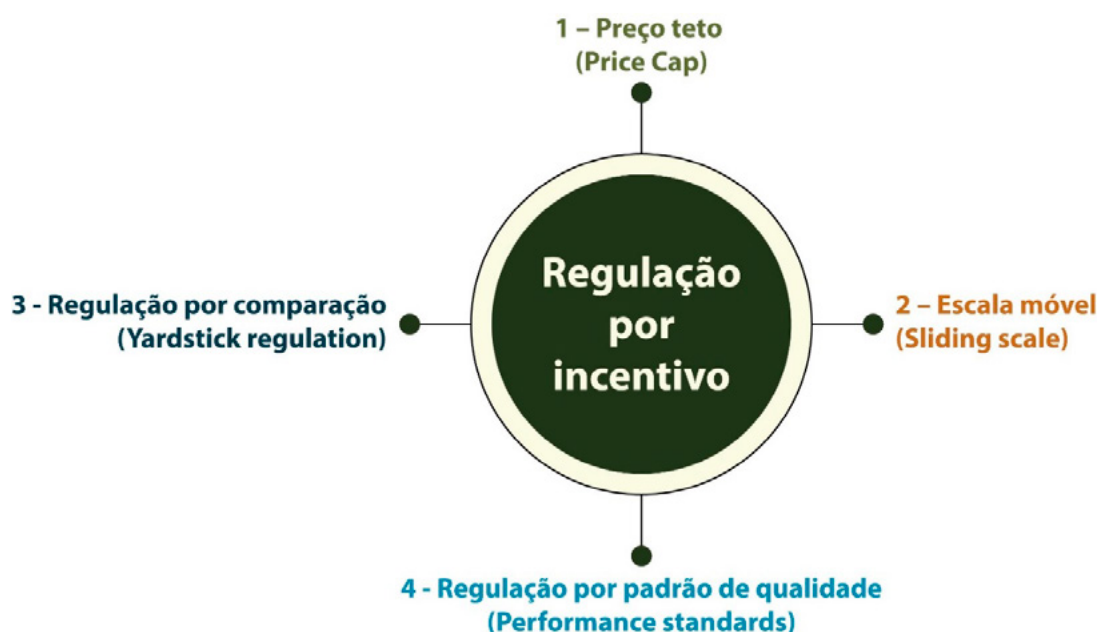 1 – Preço teto
(Price Cap)
Regulação
por
incentivo
3 - Regulação por comparação
(Yardstick regulation)
2 – Escala móvel
(Sliding scale)
4 - Regulação por padrão de qualidade
(Performance standards)